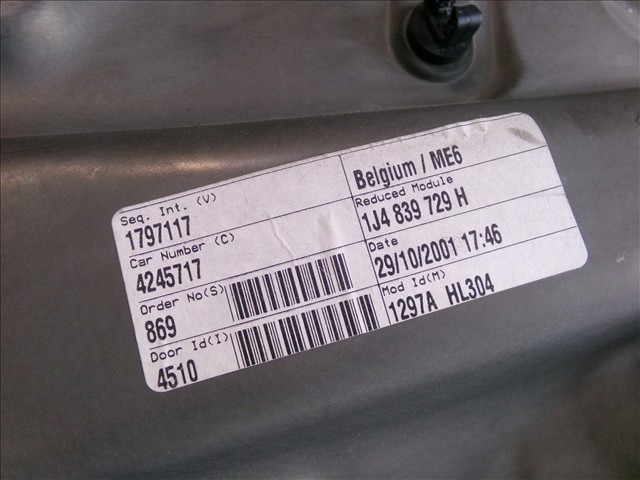 Seq. Int. (V)
1797117
Car Number (C)
4245717
Order No(S)
869
Door Id(I)
4510
Belgium / ME6
Reduced Module
1J4 839 729 H
Date
29/10/2001 17:46
Mod Id(M)
1297A HL304